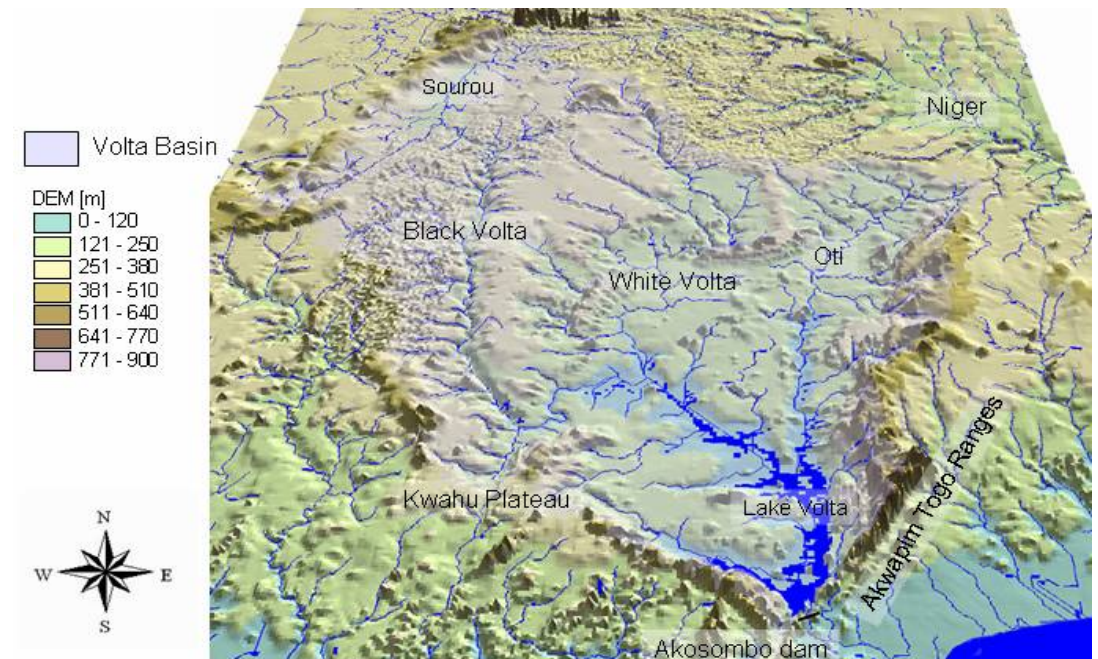 Sourou
Niger
Volta Basin
DEM [m]
0 - 120
121 - 250
251 - 380
381 - 510
511 - 640
641 - 770
771 - 900
Black Volta
White Volta
Oti
Kwahu Plateau
Lake Volta
Akwapim Togo Ranges
Akosombo dam
N
W
E
S